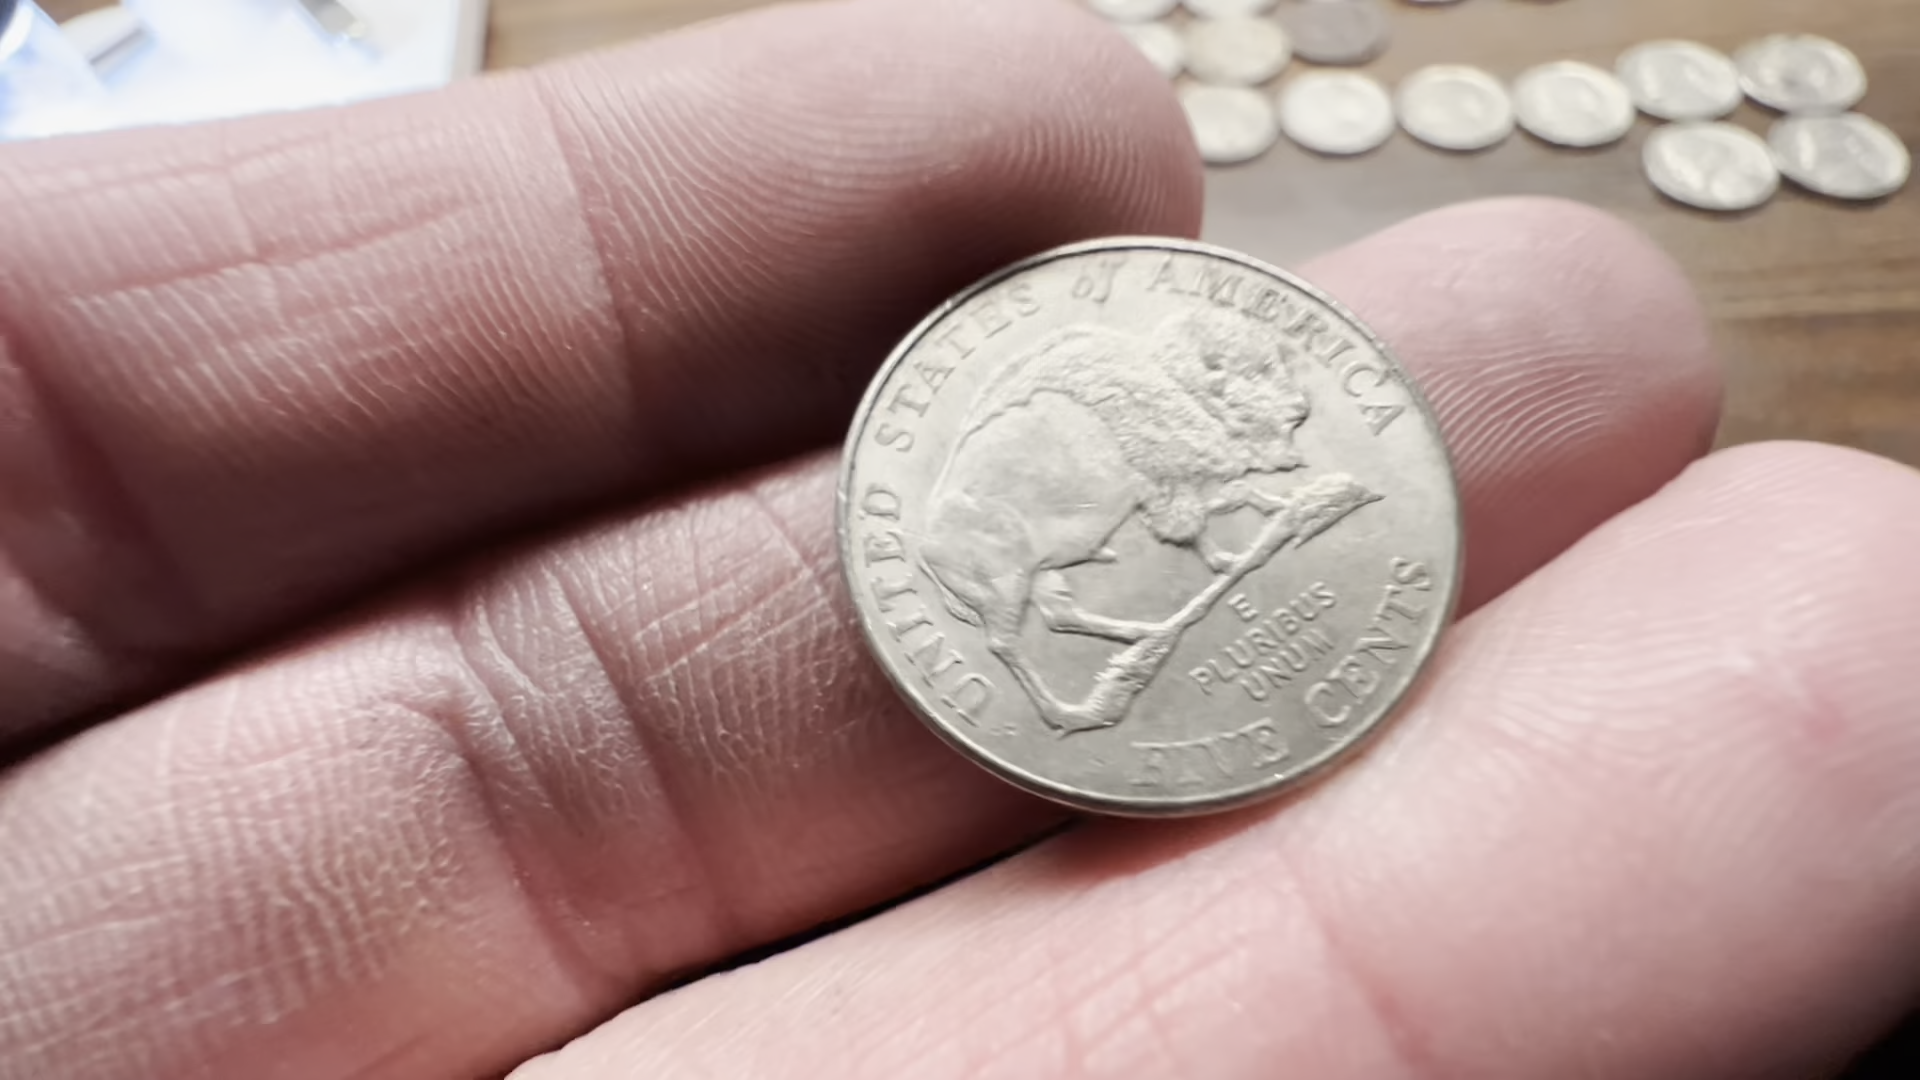 UNITED STATES of AMERICA
E
PLURIBUS
UNUM
FIVE CENTS